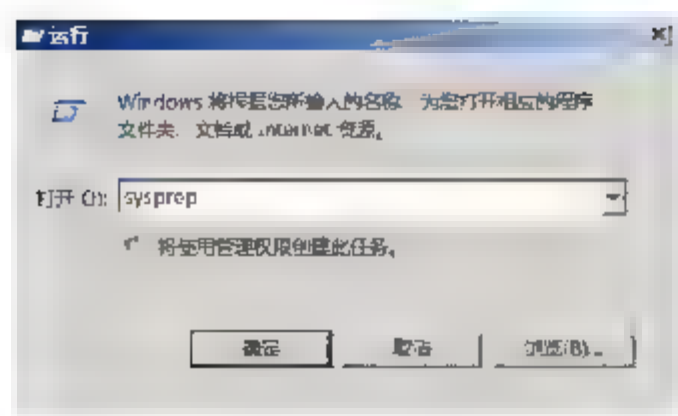 运行
Windows 将根据您所输入的名称，为您打开相应的程序、
文件夹、文档或 Internet 资源。
打开(O): sysprep
将使用管理权限创建此任务。
确定 取消 浏览(B)...